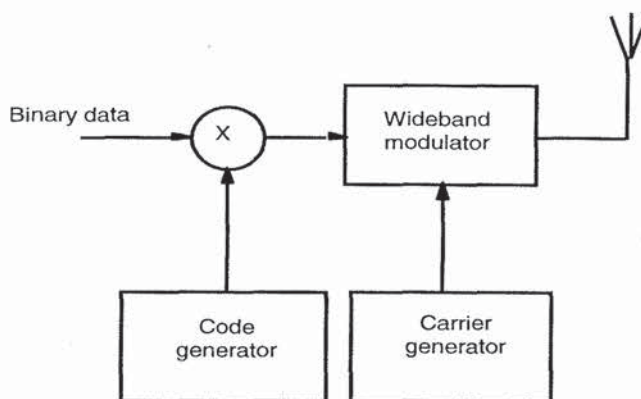 Binary data
X
Wideband
modulator
Code
generator
Carrier
generator